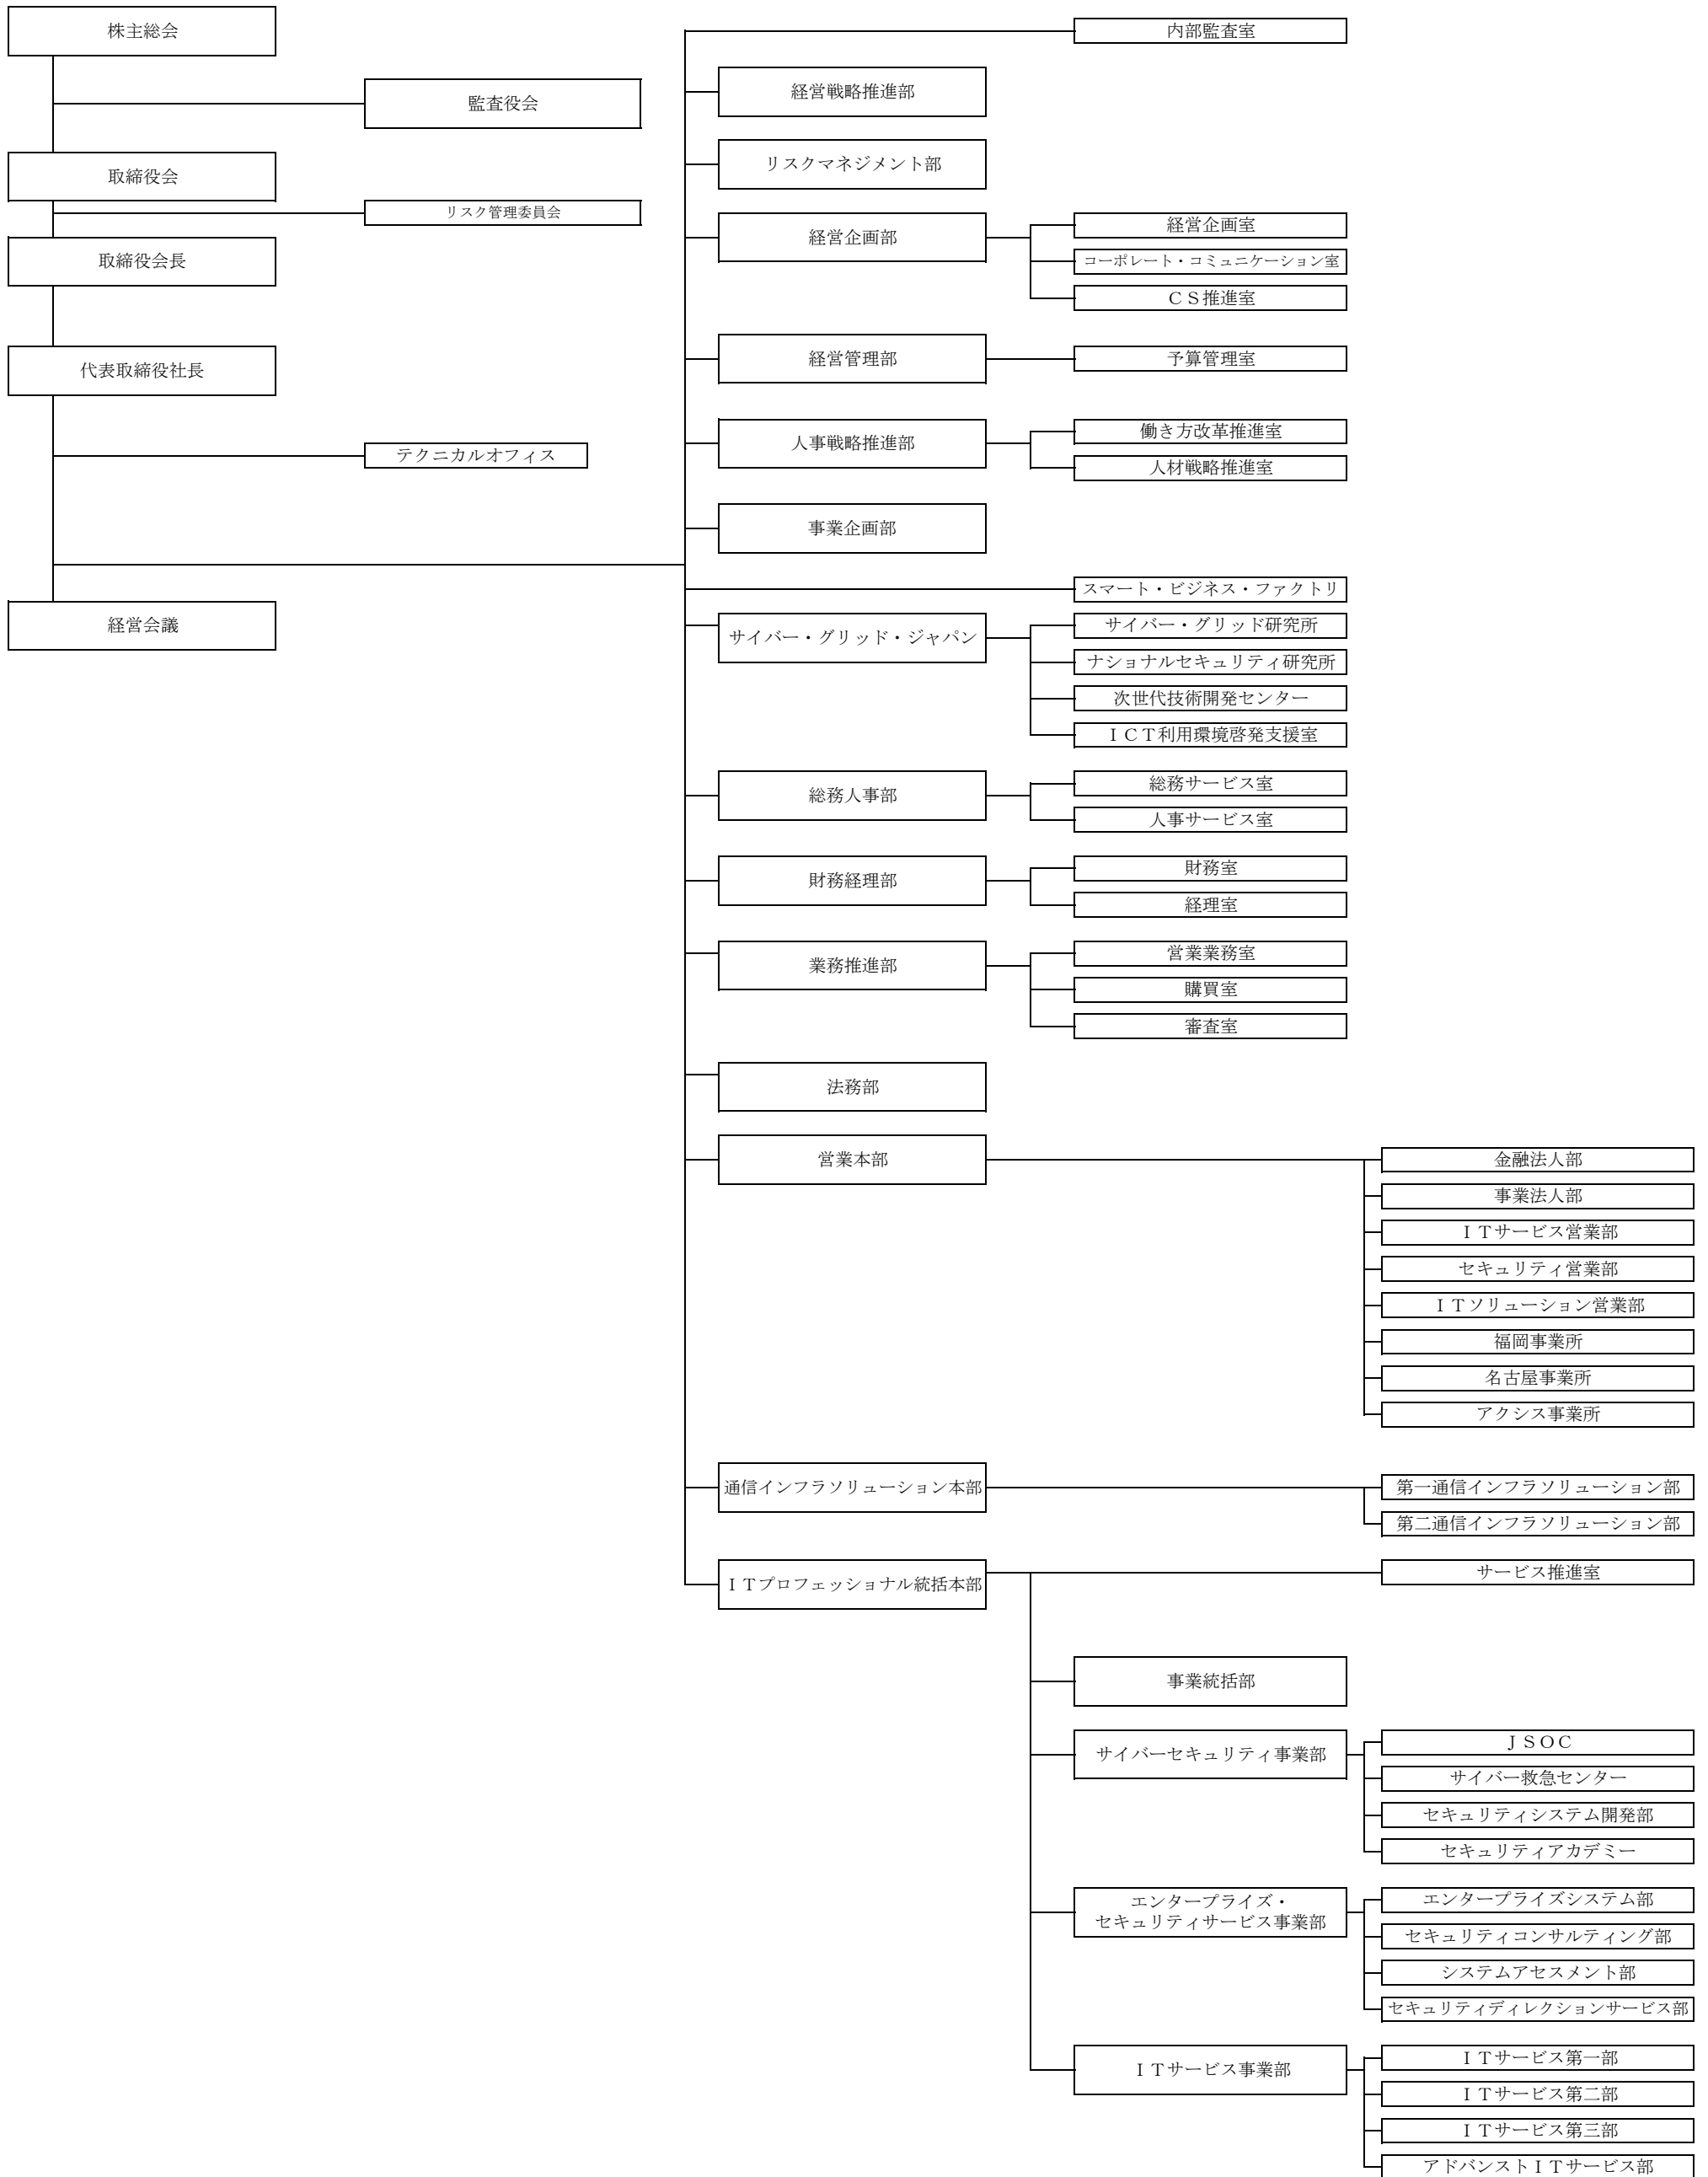 株主総会
監査役会
取締役会
リスク管理委員会
取締役会長
代表取締役社長
テクニカルオフィス
経営会議
内部監査室
経営戦略推進部
リスクマネジメント部
経営企画部
経営企画室
コーポレート・コミュニケーション室
ＣＳ推進室
経営管理部
予算管理室
人事戦略推進部
働き方改革推進室
人材戦略推進室
事業企画部
スマート・ビジネス・ファクトリ
サイバー・グリッド・ジャパン
サイバー・グリッド研究所
ナショナルセキュリティ研究所
次世代技術開発センター
ＩＣＴ利用環境啓発支援室
総務人事部
総務サービス室
人事サービス室
財務経理部
財務室
経理室
業務推進部
営業業務室
購買室
審査室
法務部
営業本部
金融法人部
事業法人部
ＩＴサービス営業部
セキュリティ営業部
ＩＴソリューション営業部
福岡事業所
名古屋事業所
アクシス事業所
通信インフラソリューション本部
第一通信インフラソリューション部
第二通信インフラソリューション部
ＩＴプロフェッショナル統括本部
サービス推進室
事業統括部
サイバーセキュリティ事業部
ＪＳＯＣ
サイバー救急センター
セキュリティシステム開発部
セキュリティアカデミー
エンタープライズ・
セキュリティサービス事業部
エンタープライズシステム部
セキュリティコンサルティング部
システムアセスメント部
セキュリティディレクションサービス部
ＩＴサービス事業部
ＩＴサービス第一部
ＩＴサービス第二部
ＩＴサービス第三部
アドバンストＩＴサービス部